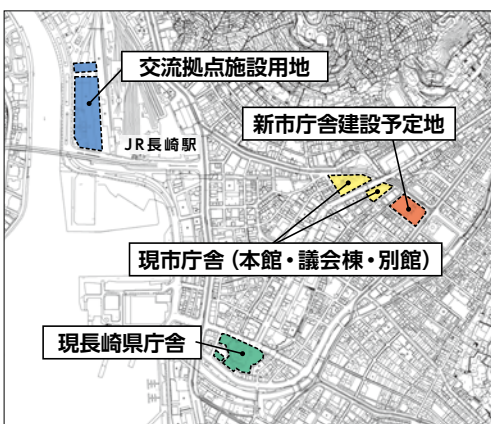 交流拠点施設用地
JR長崎駅
新市庁舎建設予定地
現市庁舎（本館・議会棟・別館）
現長崎県庁舎